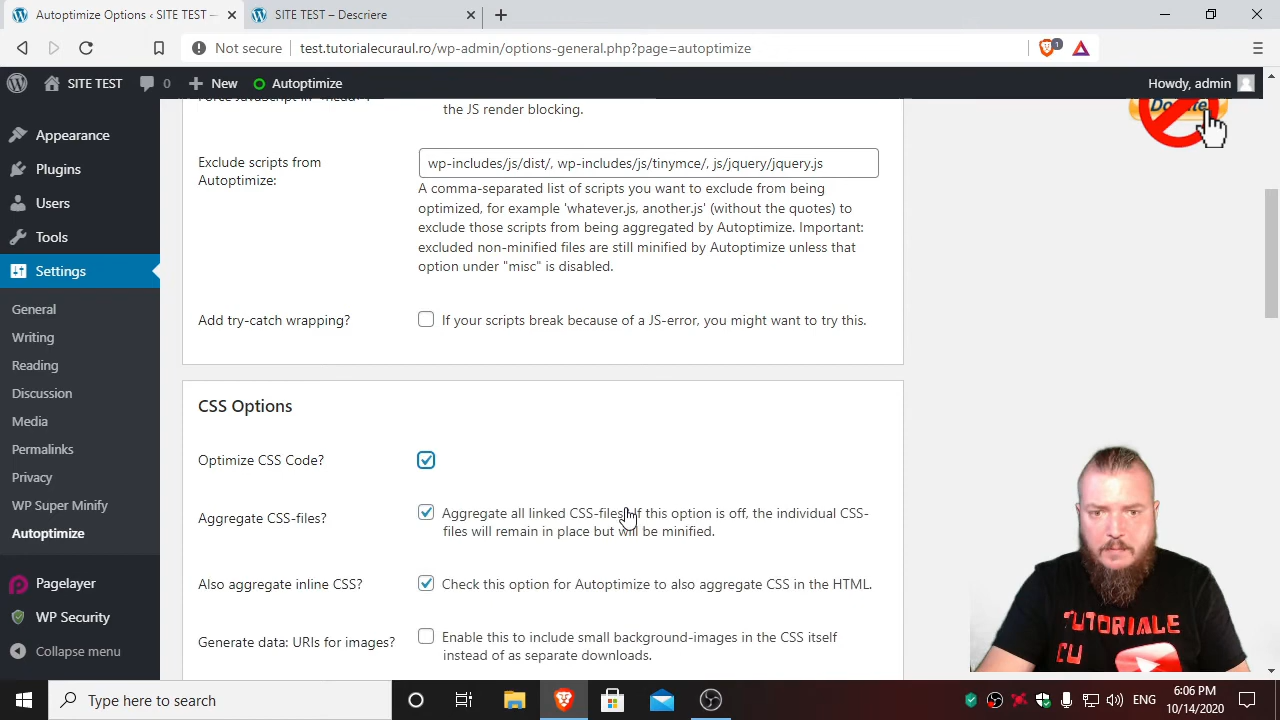 Autoptimize Options ‹ SITE TEST —
SITE TEST – Descriere
Not secure
test.tutorialecuraul.ro/wp-admin/options-general.php?page=autoptimize
1
SITE TEST
0
New
Autoptimize
Howdy, admin
Appearance
Plugins
Users
Tools
Settings
General
Writing
Reading
Discussion
Media
Permalinks
Privacy
WP Super Minify
Autoptimize
Pagelayer
WP Security
Collapse menu
Force JavaScript in <head>?
the JS render blocking.
Exclude scripts from
Autoptimize:
wp-includes/js/dist/, wp-includes/js/tinymce/, js/jquery/jquery.js
A comma-separated list of scripts you want to exclude from being
optimized, for example 'whatever.js, another.js' (without the quotes) to
exclude those scripts from being aggregated by Autoptimize. Important:
excluded non-minified files are still minified by Autoptimize unless that
option under "misc" is disabled.
Add try-catch wrapping?
If your scripts break because of a JS-error, you might want to try this.
CSS Options
Optimize CSS Code?
Aggregate CSS-files?
Aggregate all linked CSS-files? If this option is off, the individual CSS-
files will remain in place but will be minified.
Also aggregate inline CSS?
Check this option for Autoptimize to also aggregate CSS in the HTML.
Generate data: URIs for images?
Enable this to include small background-images in the CSS itself
instead of as separate downloads.
Donate
TUTORIALE
CU
Type here to search
ENG
6:06 PM
10/14/2020